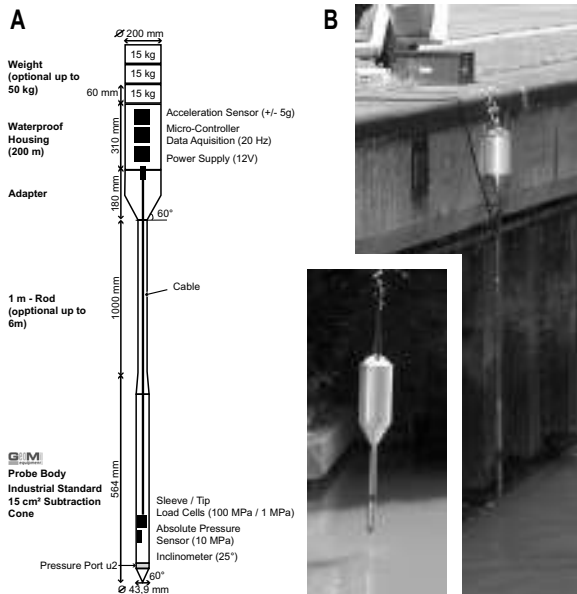 A
B
Ø 200 mm
15 kg
15 kg
15 kg
Weight
(optional up to
50 kg)
60 mm
Waterproof
Housing
(200 m)
310 mm
Acceleration Sensor (+/- 5g)
Micro-Controller
Data Aquisition (20 Hz)
Power Supply (12V)
Adapter
180 mm
60°
1000 mm
Cable
1 m - Rod
(opptional up to
6m)
Probe Body
Industrial Standard
15 cm² Subtraction
Cone
564 mm
Sleeve / Tip
Load Cells (100 MPa / 1 MPa)
Absolute Pressure
Sensor (10 MPa)
Inclinometer (25°)
Pressure Port u2
60°
Ø 43,9 mm